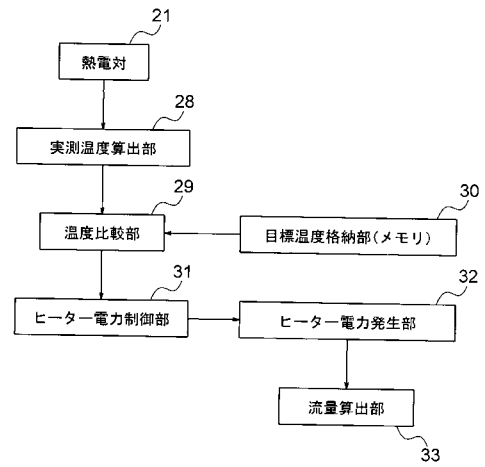 21
熱電対
28
実測温度算出部
29
温度比較部
30
目標温度格納部(メモリ)
31
ヒーター電力制御部
32
ヒーター電力発生部
流量算出部
33